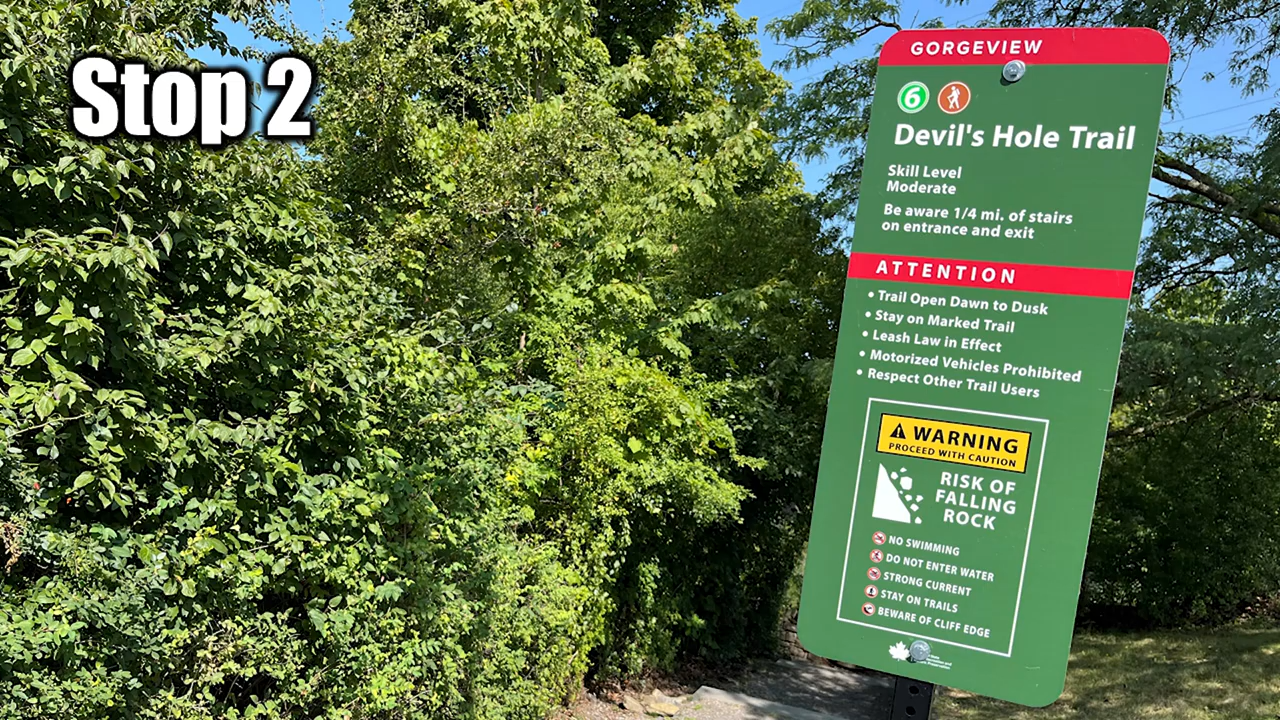 Stop 2
GORGEVIEW
6
Devil's Hole Trail
Skill Level
Moderate
Be aware 1/4 mi. of stairs
on entrance and exit
ATTENTION
• Trail Open Dawn to Dusk
• Stay on Marked Trail
• Leash Law in Effect
• Motorized Vehicles Prohibited
• Respect Other Trail Users
WARNING
PROCEED WITH CAUTION
RISK OF
FALLING
ROCK
NO SWIMMING
DO NOT ENTER WATER
STRONG CURRENT
STAY ON TRAILS
BEWARE OF CLIFF EDGE